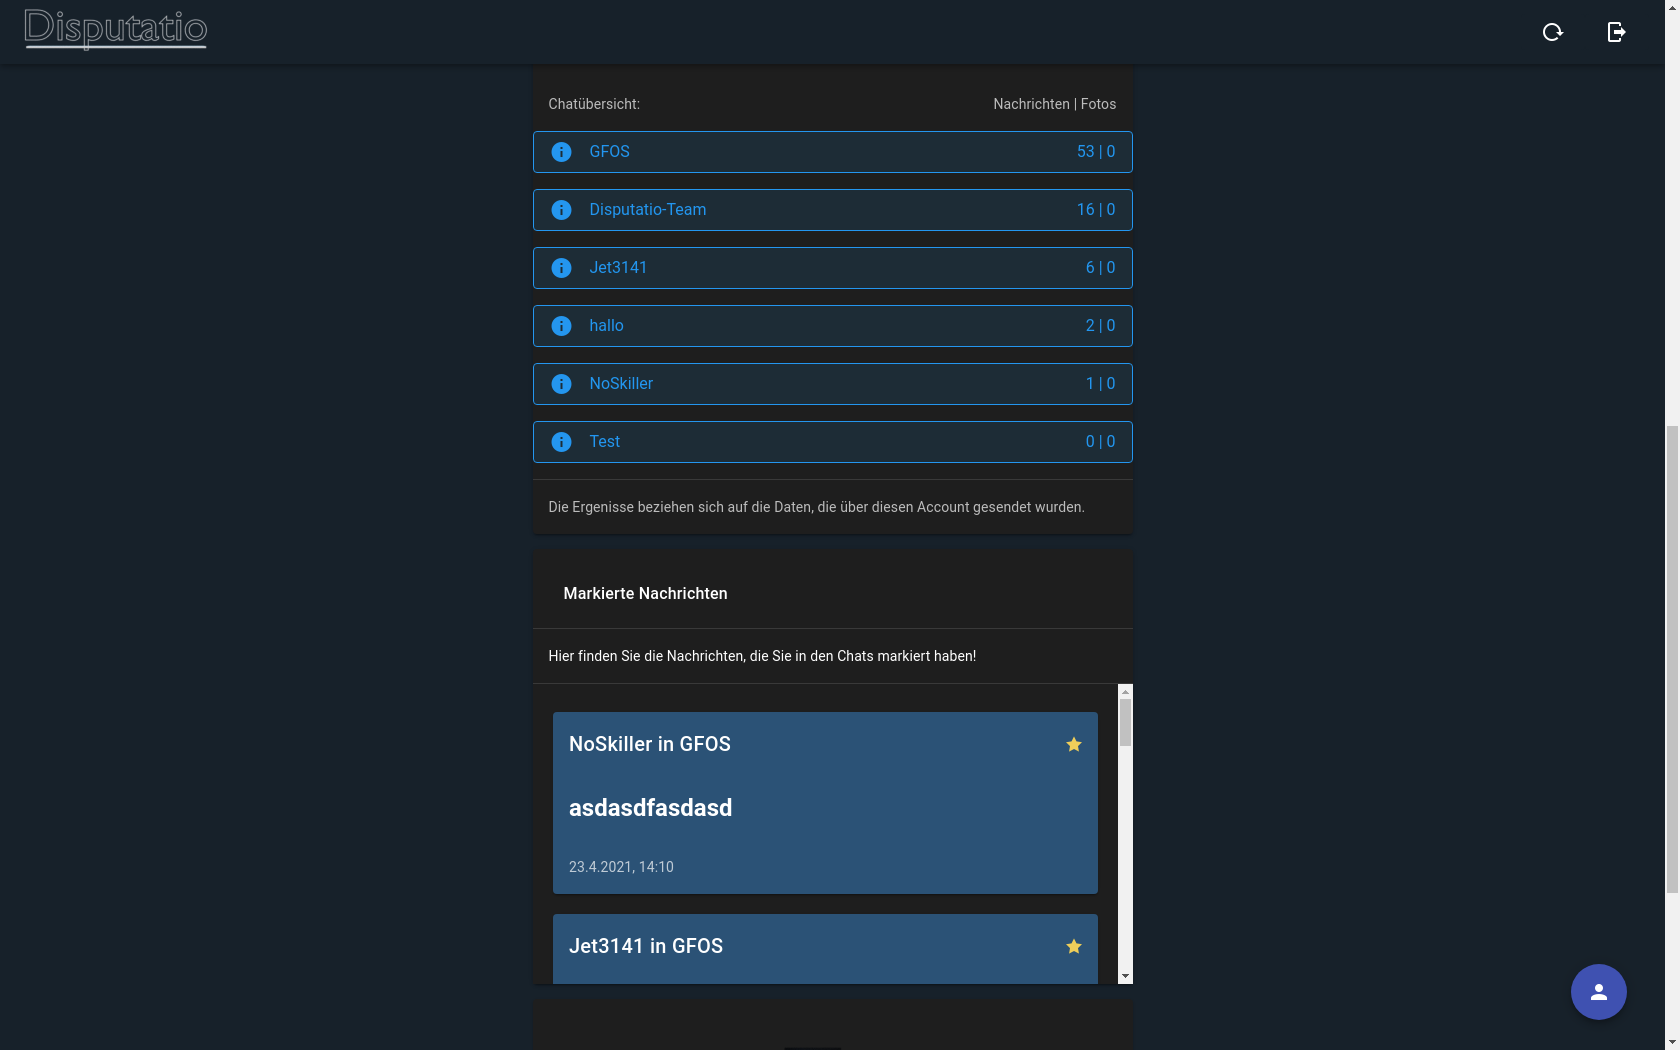 Disputatio
Chatübersicht: Nachrichten | Fotos
GFOS 53 | 0
Disputatio-Team 16 | 0
Jet3141 6 | 0
hallo 2 | 0
NoSkiller 1 | 0
Test 0 | 0
Die Ergenisse beziehen sich auf die Daten, die über diesen Account gesendet wurden.
Markierte Nachrichten
Hier finden Sie die Nachrichten, die Sie in den Chats markiert haben!
NoSkiller in GFOS
asdasdfasdasd
23.4.2021, 14:10
Jet3141 in GFOS